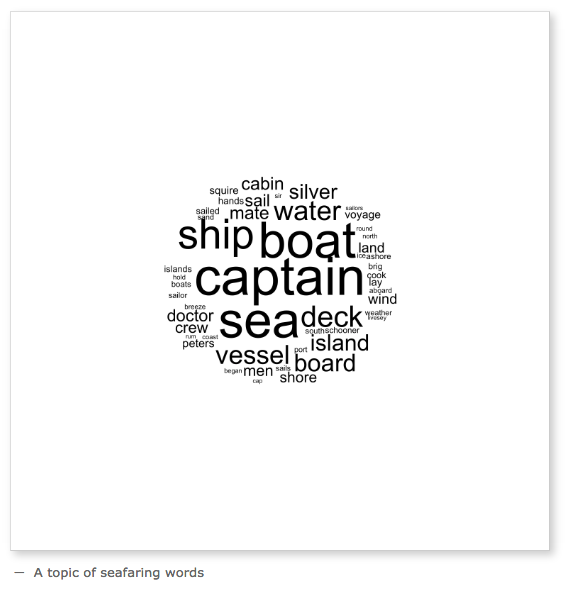 cabin
squire
silver
hands sail sir
sailed mate water sailors
sand voyage
ship boat round
north
land
ice ashore
islands captain brig
hold cook
boats lay
sailor aboard
wind
breeze
doctor sea deck weather
livesey
crew south schooner
rum coast island
peters
vessel port board
began men sails shore
cap
— A topic of seafaring words